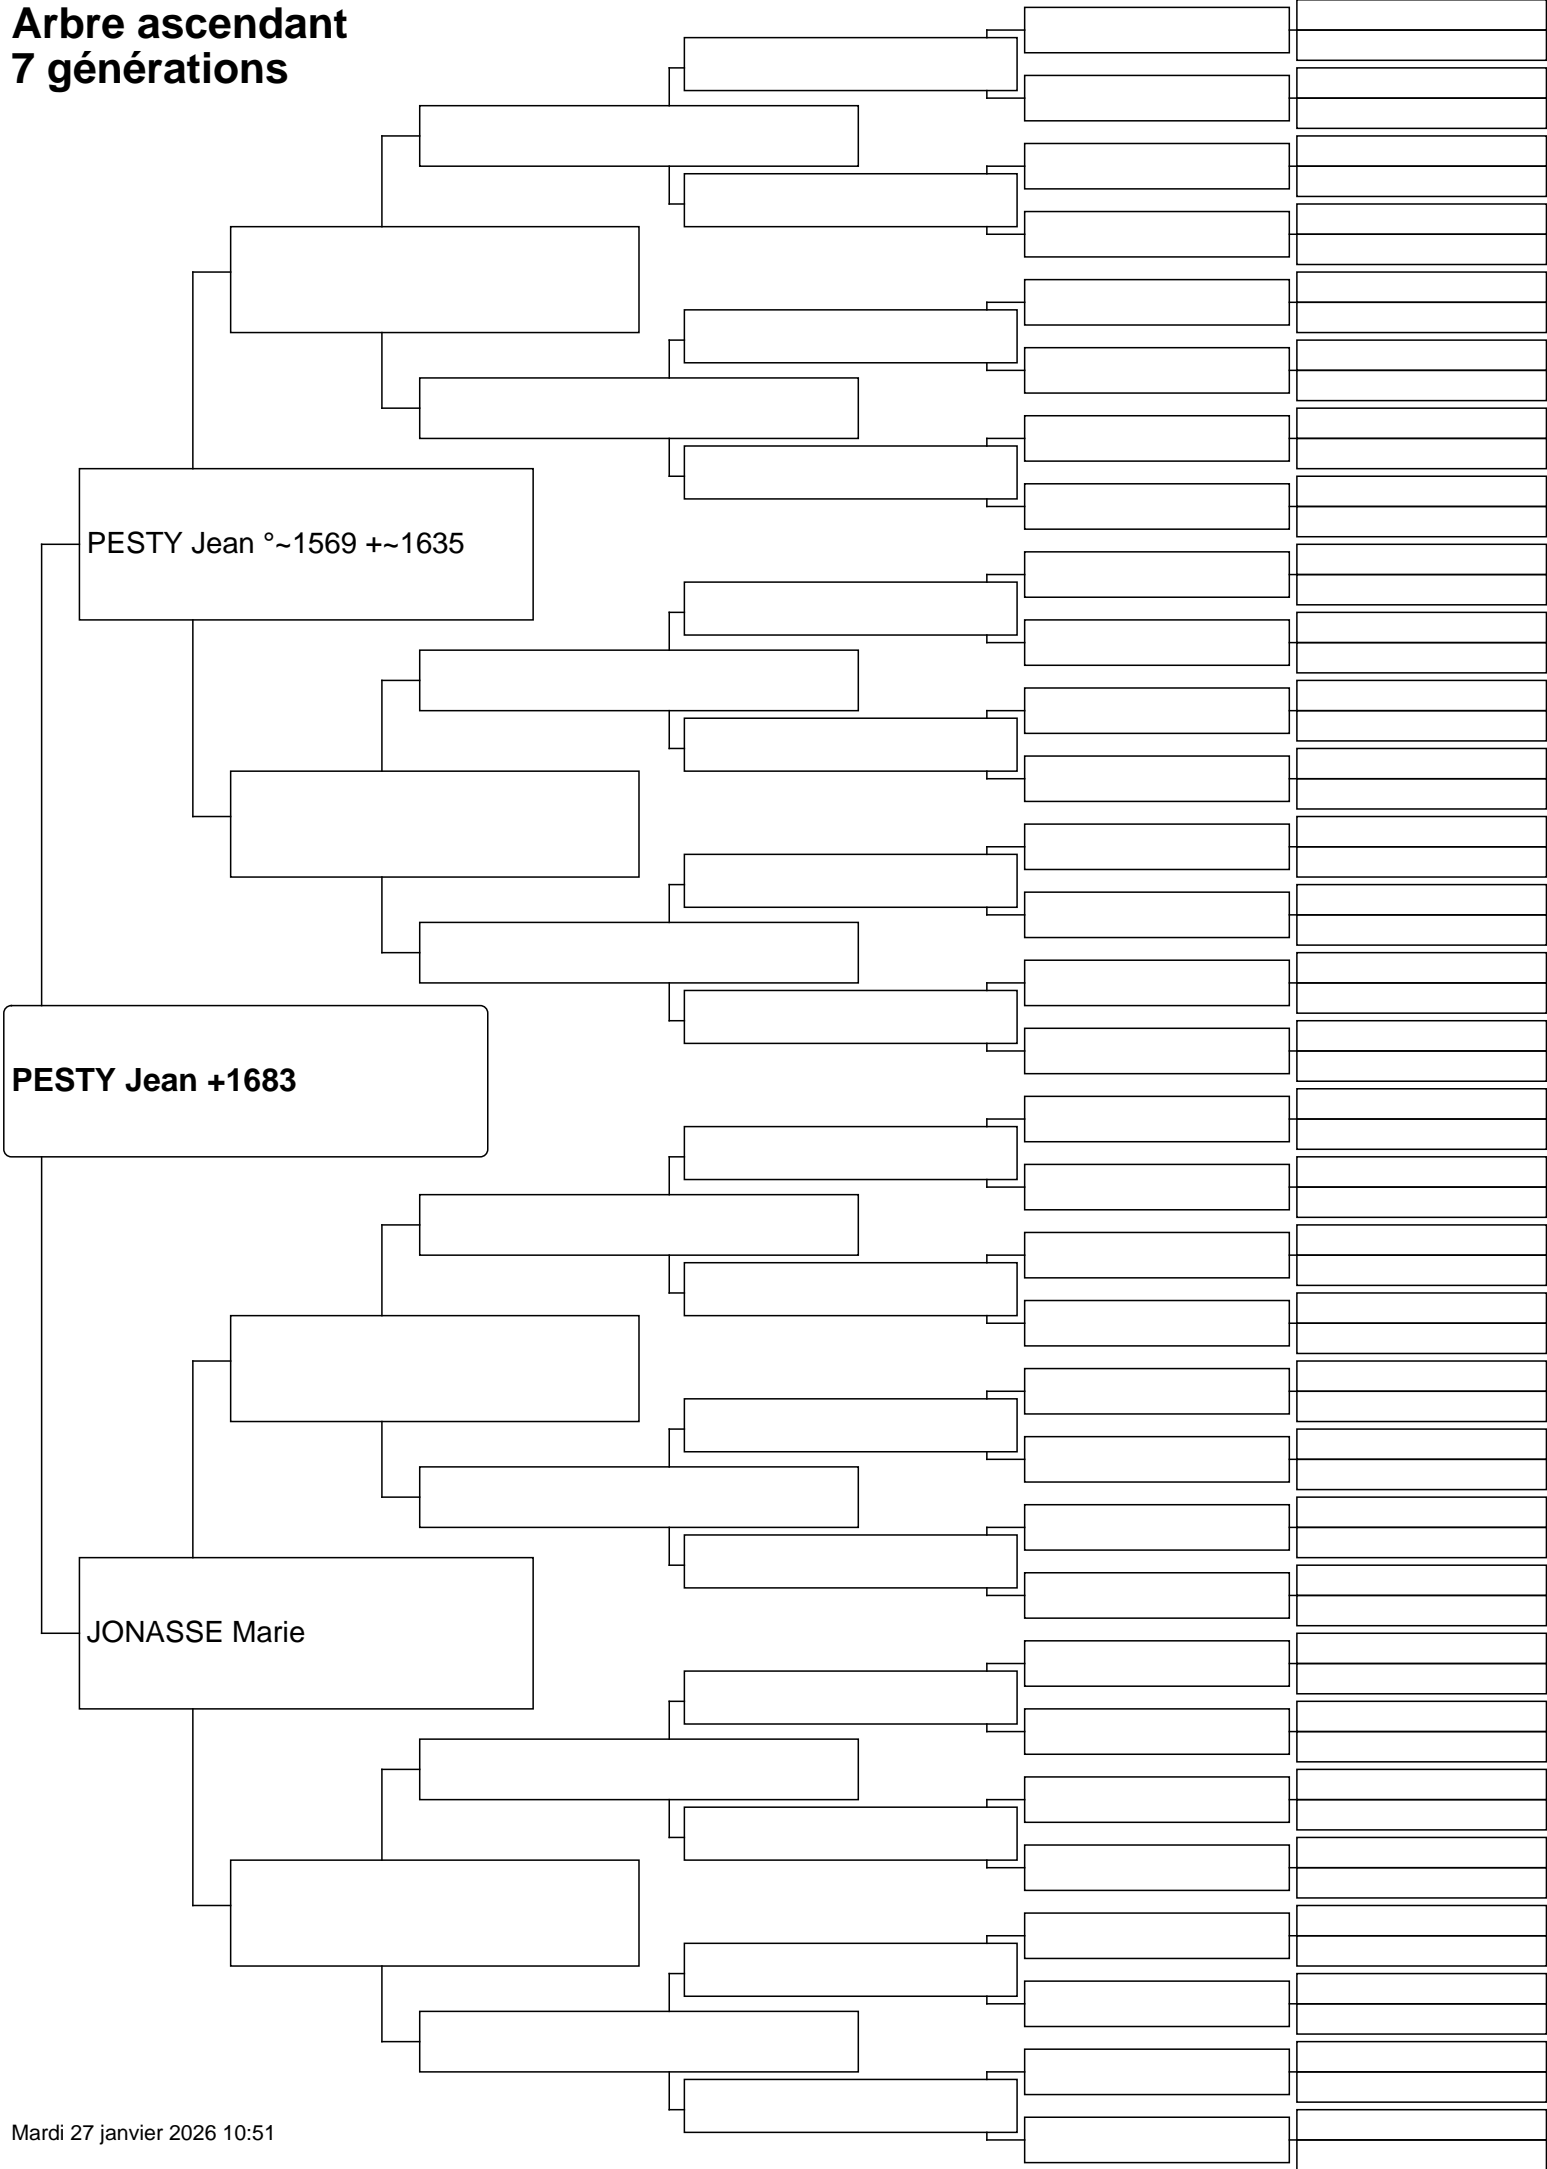 Arbre ascendant
7 générations
PESTY Jean °~1569 +~1635
PESTY Jean +1683
JONASSE Marie
Mardi 27 janvier 2026 10:51